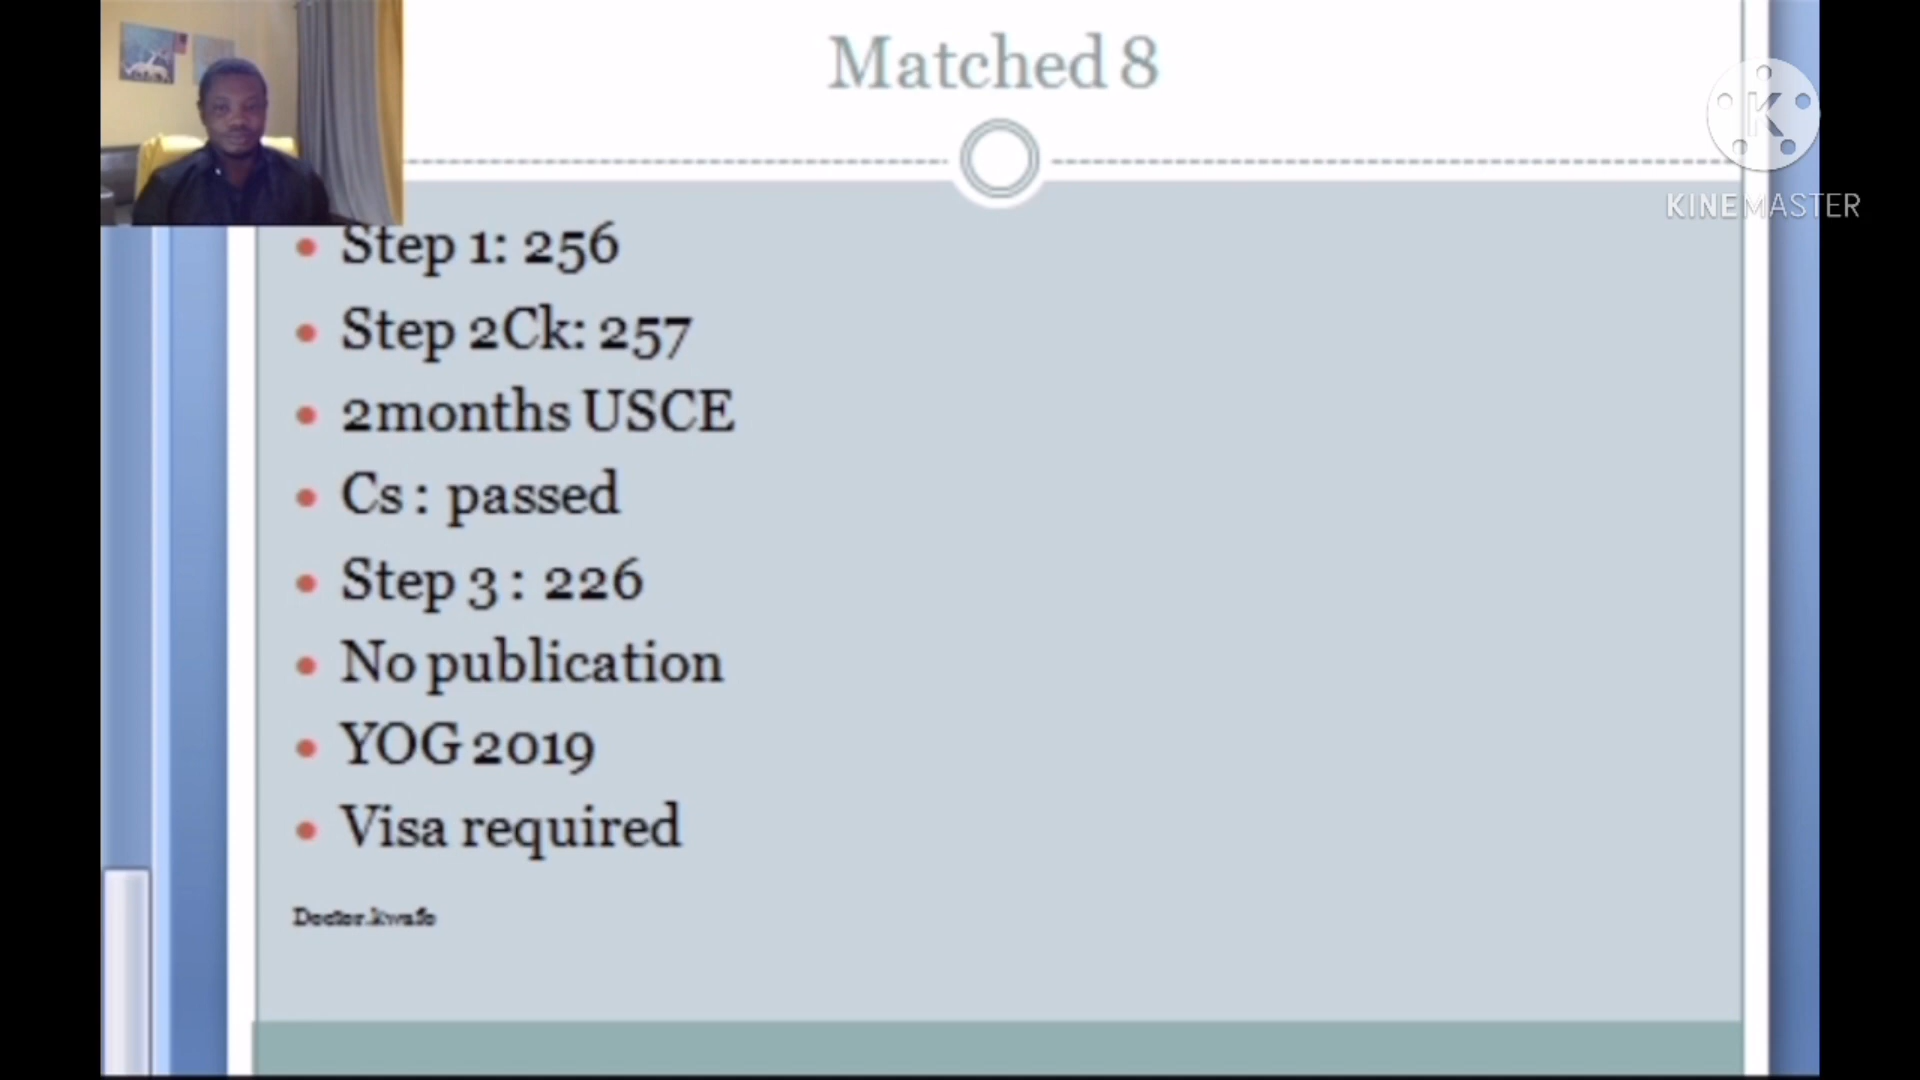 Matched 8
K
KINEMASTER
Step 1: 256
Step 2Ck: 257
2months USCE
Cs : passed
Step 3 : 226
No publication
YOG 2019
Visa required
Doctor.kwafo